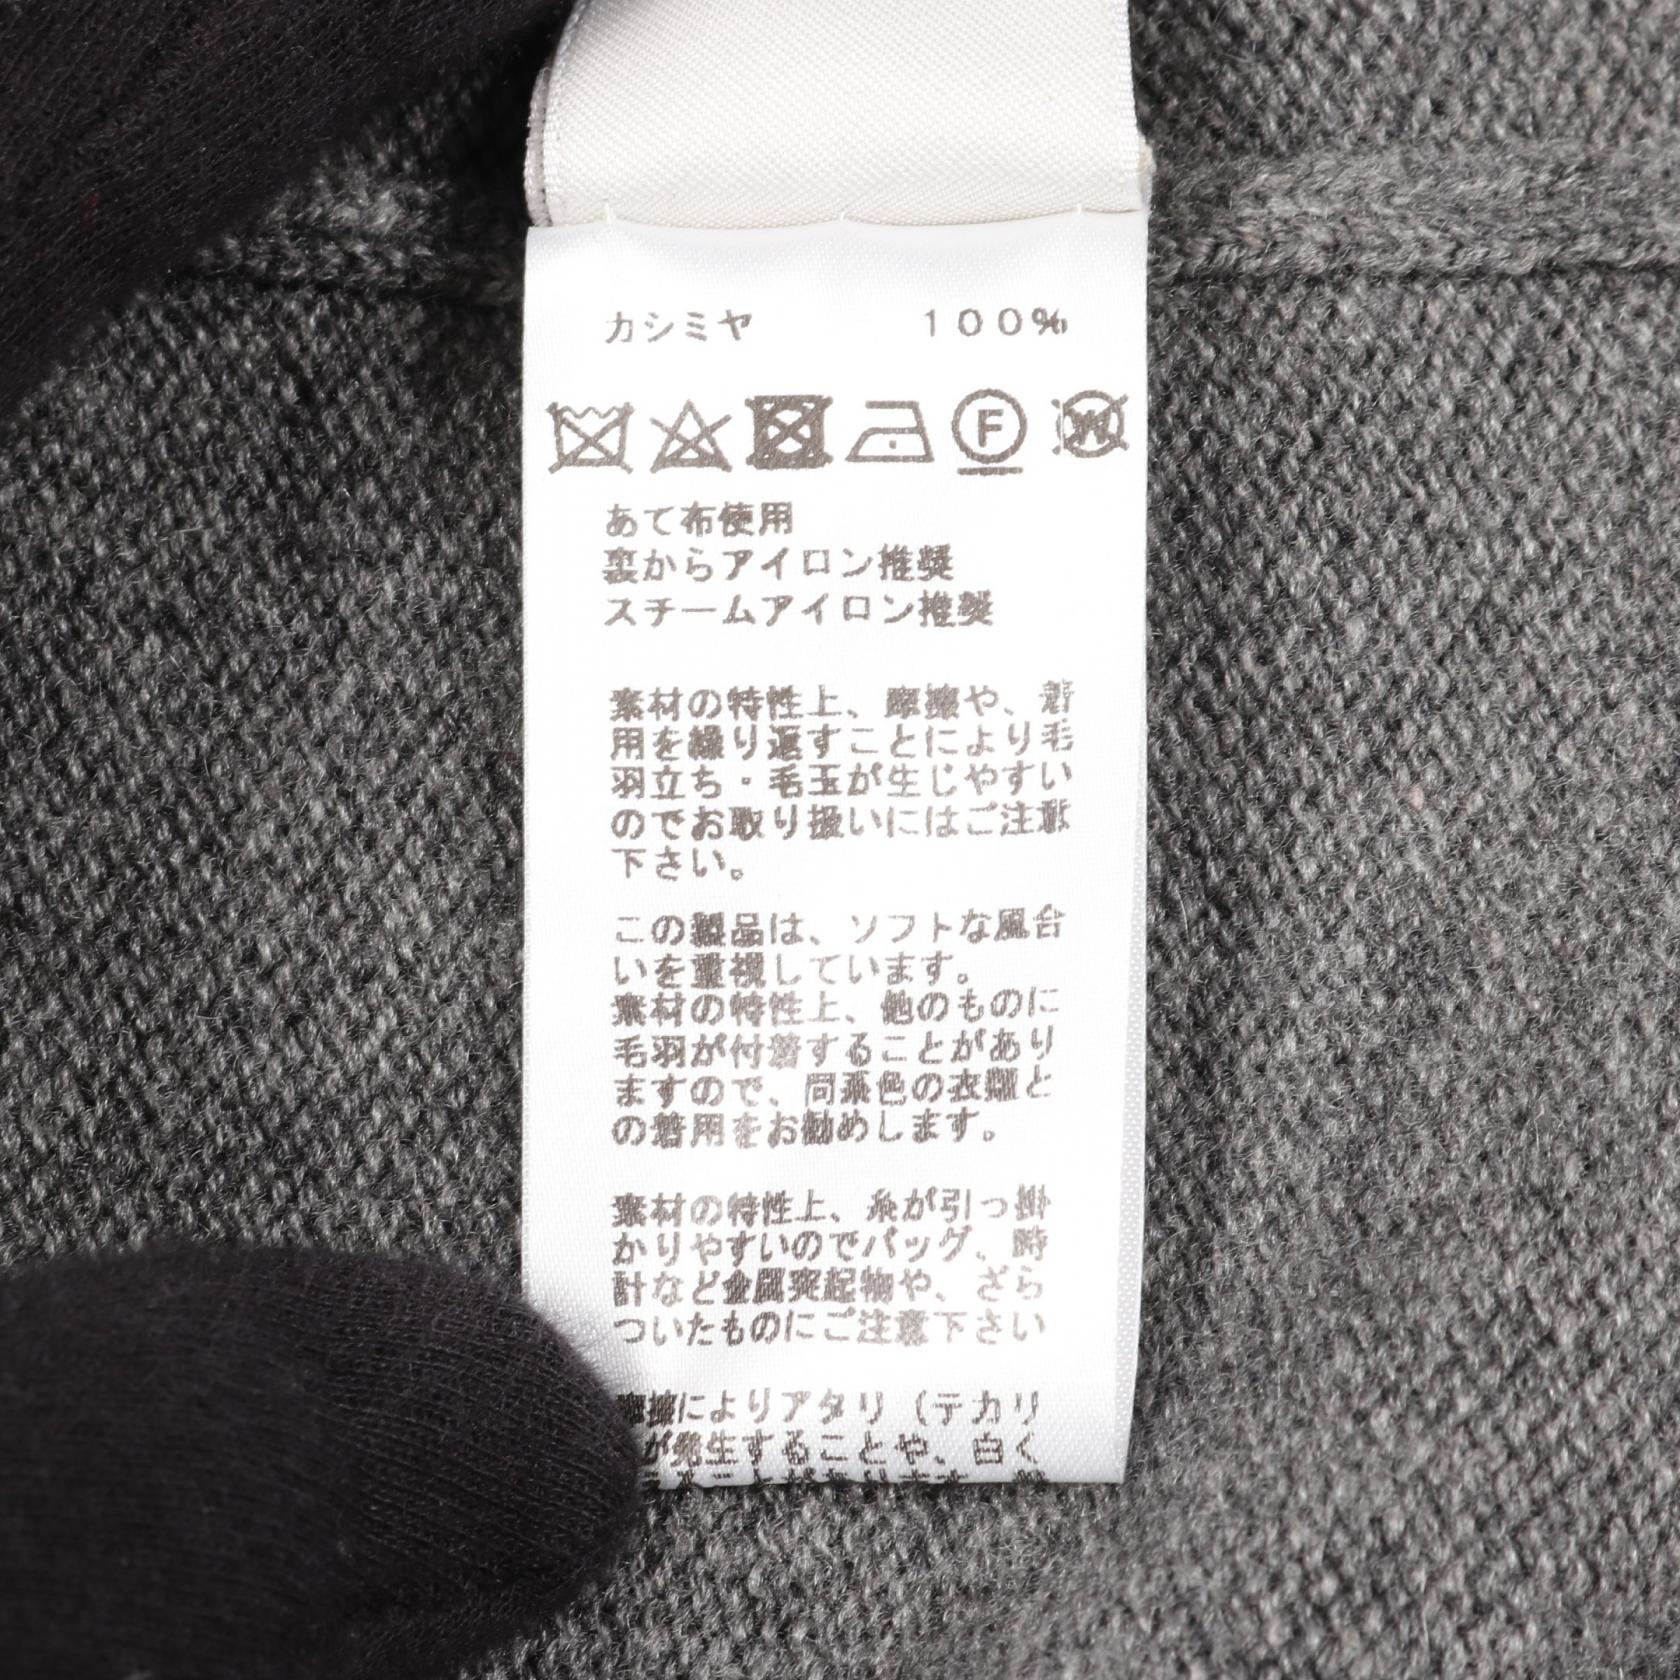 カシミヤ 100%
F W
あて布使用
裏からアイロン推奨
スチームアイロン推奨
素材の特性上、摩擦や、着
用を繰り返すことにより毛
羽立ち・毛玉が生じやすい
のでお取り扱いにはご注意
下さい。
この製品は、ソフトな風合
いを重視しています。
素材の特性上、他のものに
毛羽が付着することがあり
ますので、同系色の衣類と
の着用をお勧めします。
素材の特性上、糸が引っ掛
かりやすいのでバッグ、時
計など金属突起物や、ざら
ついたものにご注意下さい
摩擦によりアタリ（テカリ
が発生することや、白く
ることがあります